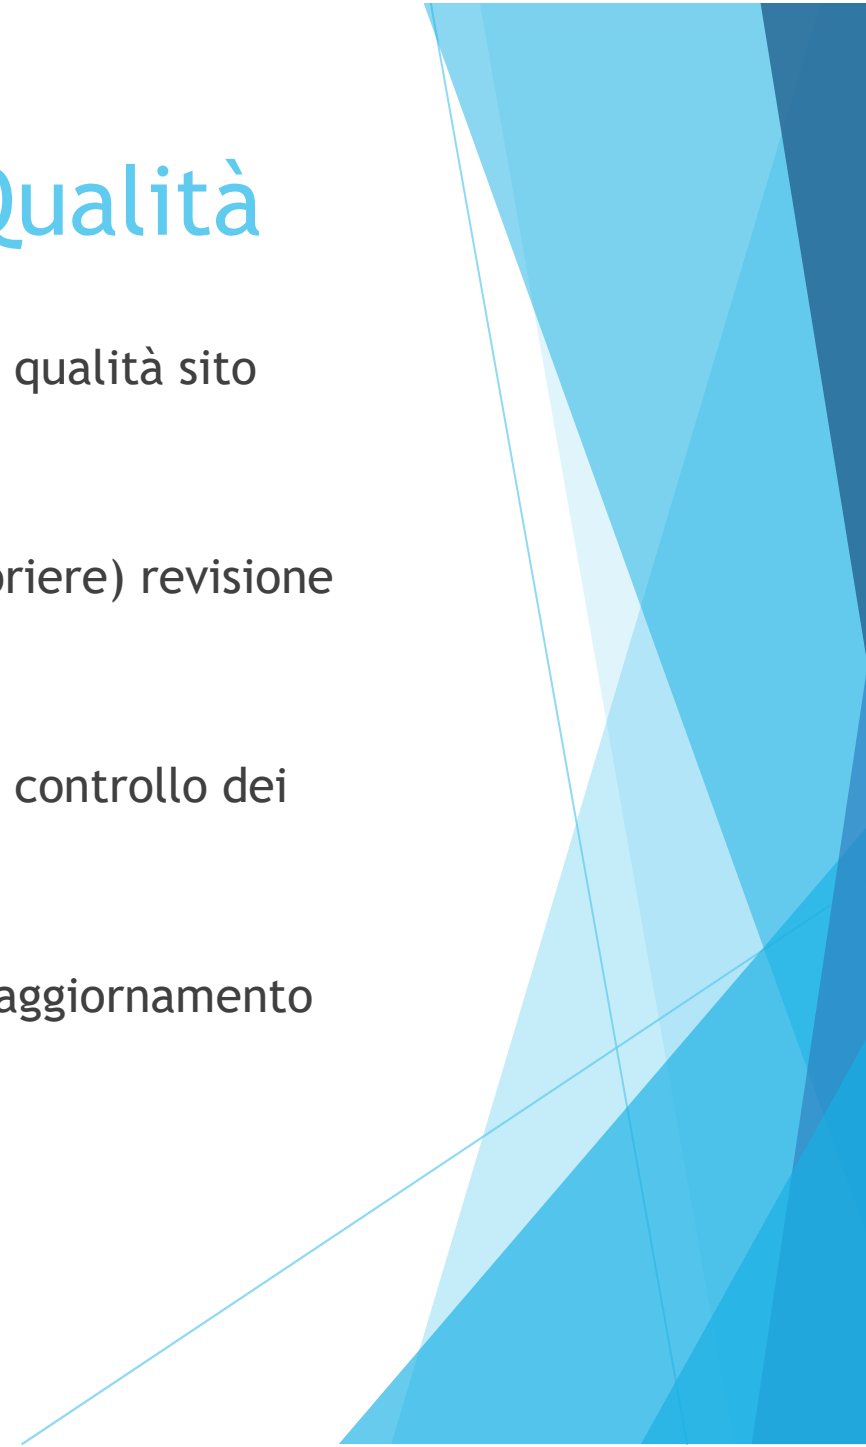 Qualità
qualità sito
oriere) revisione
controllo dei
aggiornamento